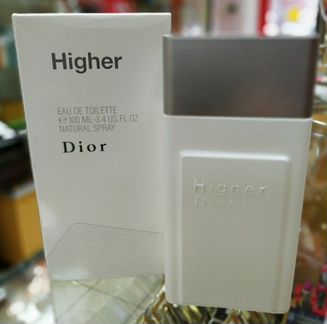 Higher
EAU DE TOILETTE
℮ 100 ML-3.4 US.FL.OZ
NATURAL SPRAY
Dior
Higher
Dior